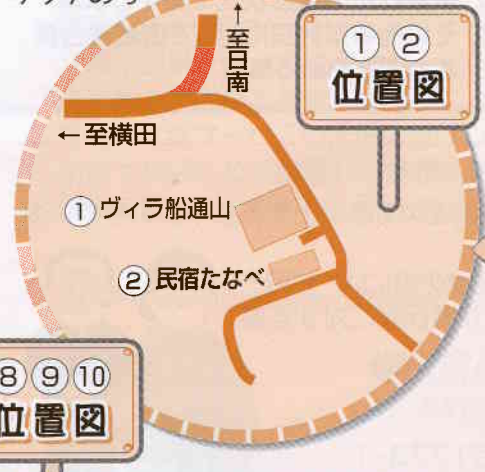 ↑至日南
①②
位置図
←至横田
①ヴィラ船通山
②民宿たなべ
⑧⑨⑩
位置図